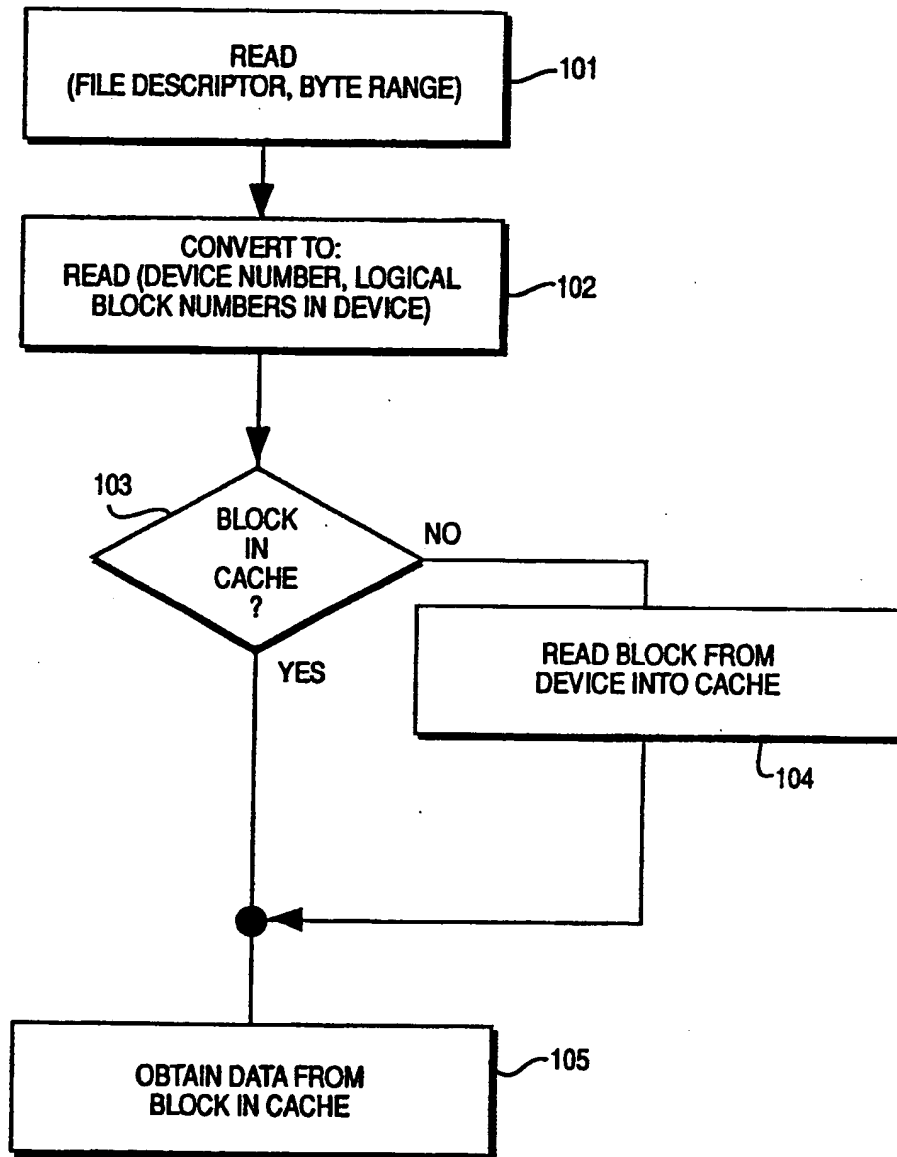 READ
(FILE DESCRIPTOR, BYTE RANGE)
101
CONVERT TO:
READ (DEVICE NUMBER, LOGICAL
BLOCK NUMBERS IN DEVICE)
102
103
BLOCK
IN
CACHE
?
NO
YES
READ BLOCK FROM
DEVICE INTO CACHE
104
OBTAIN DATA FROM
BLOCK IN CACHE
105